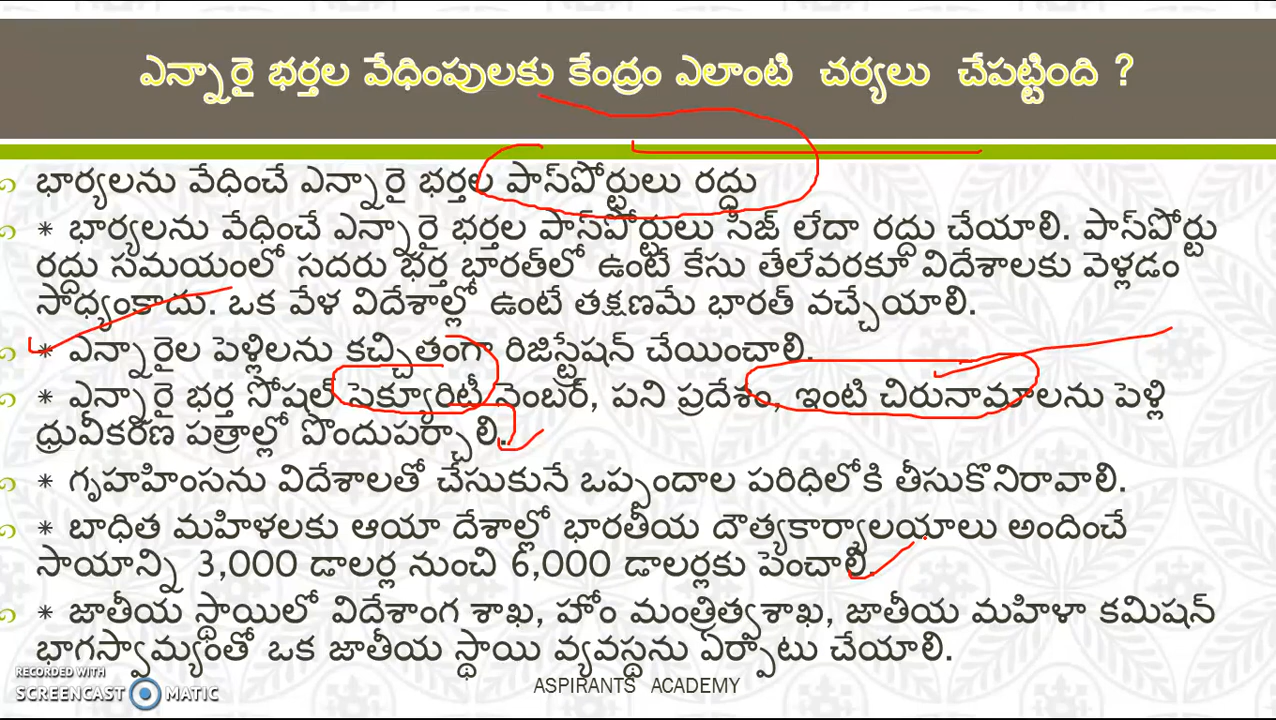 ఎన్నారై భర్తల వేధింపులకు కేంద్రం ఎలాంటి చర్యలు చేపట్టింది ?
భార్యలను వేధించే ఎన్నారై భర్తల పాస్‌పోర్టులు రద్దు
* భార్యలను వేధించే ఎన్నారై భర్తల పాస్‌పోర్టులు సీజ్ లేదా రద్దు చేయాలి. పాస్‌పోర్టు
రద్దు సమయంలో సదరు భర్త భారత్‌లో ఉంటే కేసు తేలేవరకూ విదేశాలకు వెళ్లడం
సాధ్యంకాదు. ఒక వేళ విదేశాల్లో ఉంటే తక్షణమే భారత్ వచ్చేయాలి.
* ఎన్నారైల పెళ్లిలను కచ్చితంగా రిజిస్ట్రేషన్ చేయించాలి.
* ఎన్నారై భర్త సోషల్ సెక్యూరిటీ నెంబర్, పని ప్రదేశం, ఇంటి చిరునామాలను పెళ్లి
ధ్రువీకరణ పత్రాల్లో పొందుపర్చాలి.
* గృహహింసను విదేశాలతో చేసుకునే ఒప్పందాల పరిధిలోకి తీసుకొనిరావాలి.
* బాధిత మహిళలకు ఆయా దేశాల్లో భారతీయ దౌత్యకార్యాలయాలు అందించే
సాయాన్ని 3,000 డాలర్ల నుంచి 6,000 డాలర్లకు పెంచాలి.
* జాతీయ స్థాయిలో విదేశాంగ శాఖ, హోం మంత్రిత్వశాఖ, జాతీయ మహిళా కమిషన్
భాగస్వామ్యంతో ఒక జాతీయ స్థాయి వ్యవస్థను ఏర్పాటు చేయాలి.
RECORDED WITH
SCREENCAST MATIC
ASPIRANTS ACADEMY